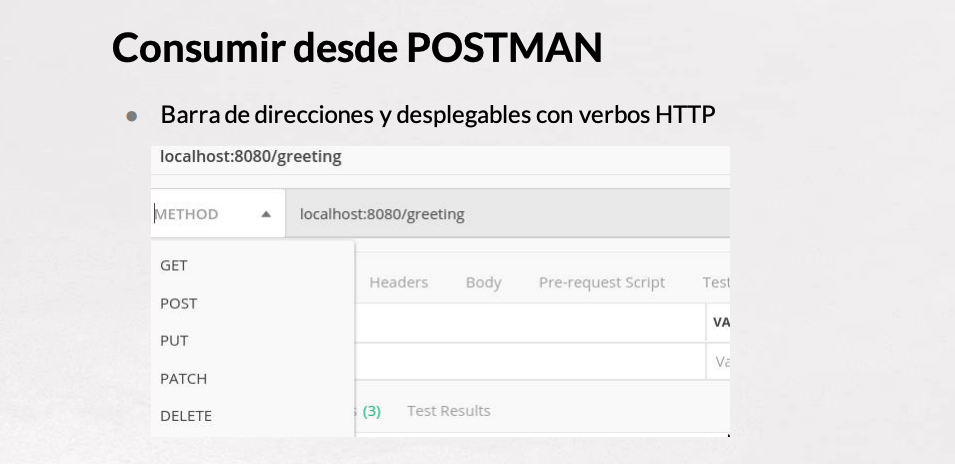 Consumir desde POSTMAN
Barra de direcciones y desplegables con verbos HTTP
localhost:8080/greeting
METHOD localhost:8080/greeting
GET
Headers Body Pre-request Script Test
POST
VA
PUT
Va
PATCH
(3) Test Results
DELETE